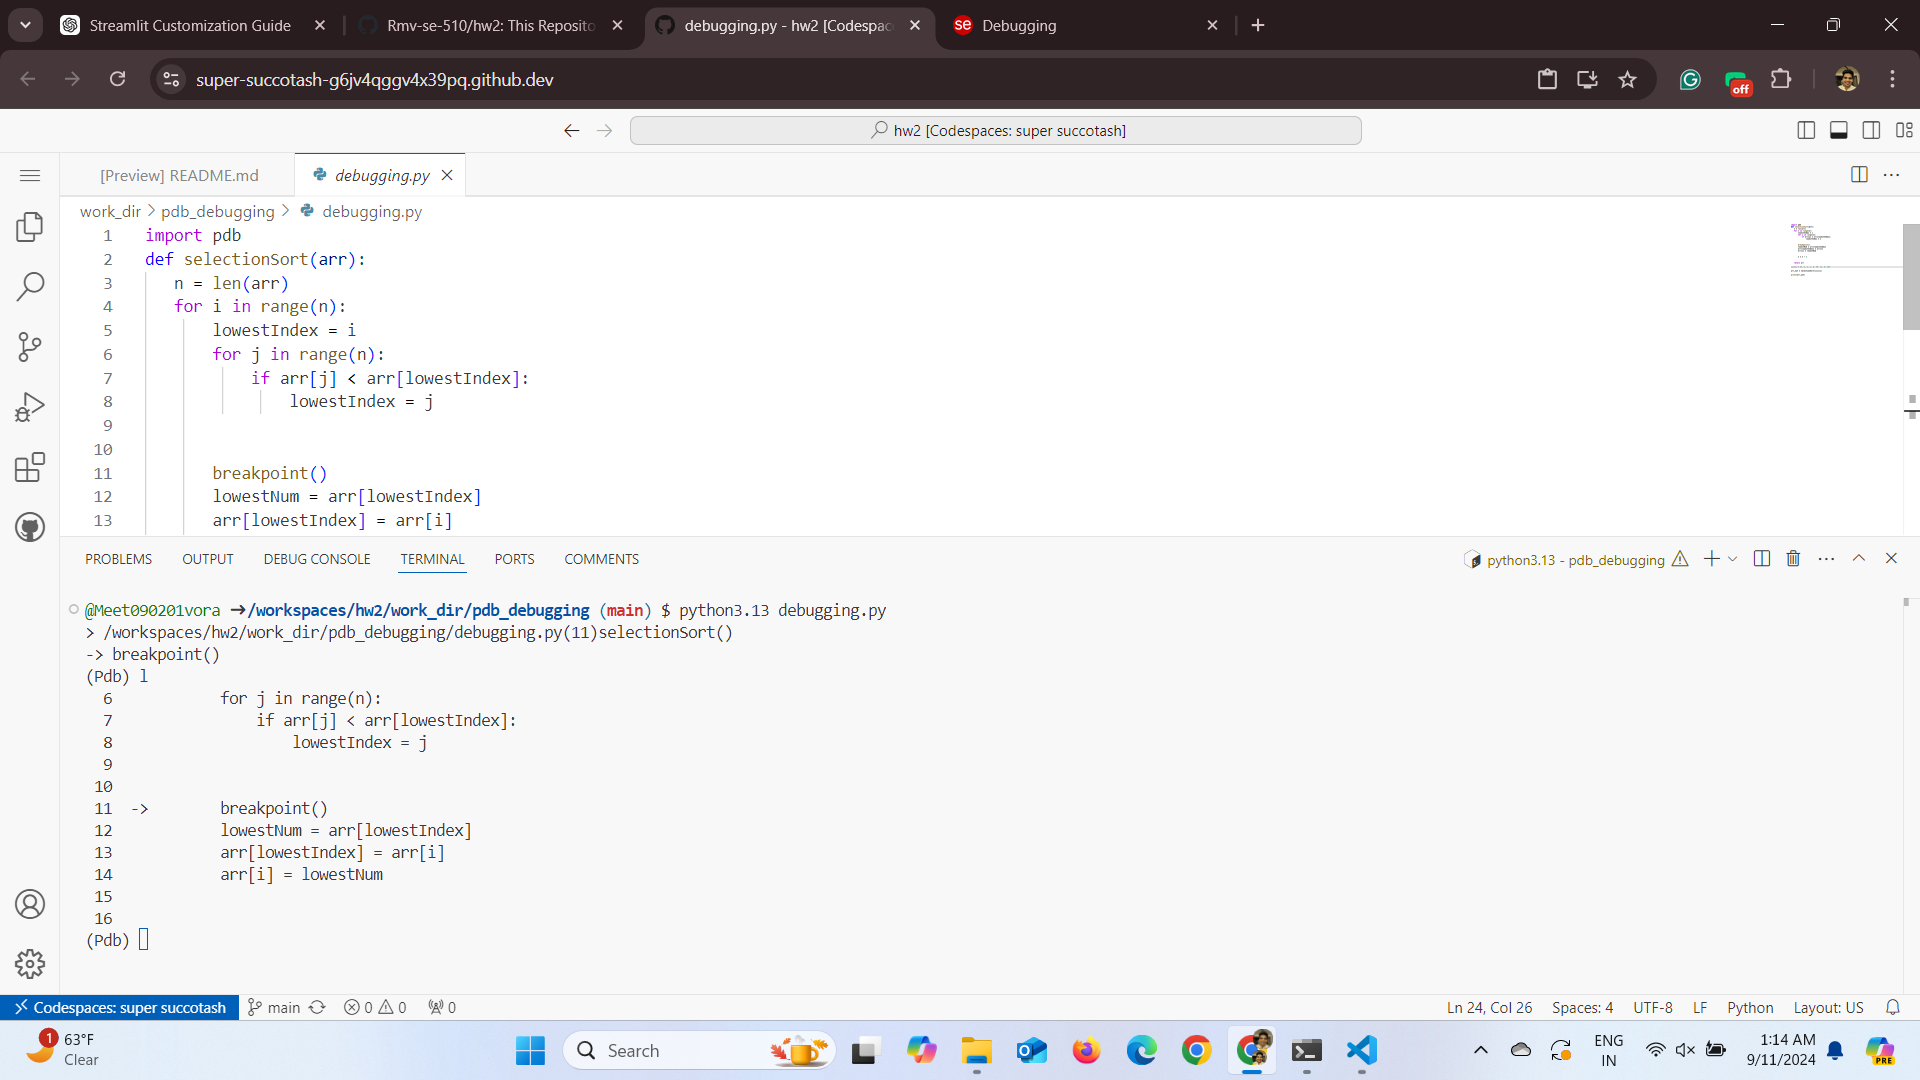 Streamlit Customization Guide
Rmv-se-510/hw2: This Reposito
debugging.py - hw2 [Codespac
se Debugging
super-succotash-g6jv4qggv4x39pq.github.dev
off
hw2 [Codespaces: super succotash]
[Preview] README.md
debugging.py
work_dir > pdb_debugging > debugging.py
1 import pdb
2 def selectionSort(arr):
3 n = len(arr)
4 for i in range(n):
5 lowestIndex = i
6 for j in range(n):
7 if arr[j] < arr[lowestIndex]:
8 lowestIndex = j
9
10
11 breakpoint()
12 lowestNum = arr[lowestIndex]
13 arr[lowestIndex] = arr[i]
PROBLEMS OUTPUT DEBUG CONSOLE TERMINAL PORTS COMMENTS
python3.13 - pdb_debugging
@Meet090201vora ➜/workspaces/hw2/work_dir/pdb_debugging (main) $ python3.13 debugging.py
> /workspaces/hw2/work_dir/pdb_debugging/debugging.py(11)selectionSort()
-> breakpoint()
(Pdb) l
6 for j in range(n):
7 if arr[j] < arr[lowestIndex]:
8 lowestIndex = j
9
10
11 -> breakpoint()
12 lowestNum = arr[lowestIndex]
13 arr[lowestIndex] = arr[i]
14 arr[i] = lowestNum
15
16
(Pdb)
Codespaces: super succotash main 0 0 0
Ln 24, Col 26 Spaces: 4 UTF-8 LF Python Layout: US
1 63°F
Clear
Search
ENG
IN
1:14 AM
9/11/2024
PRE